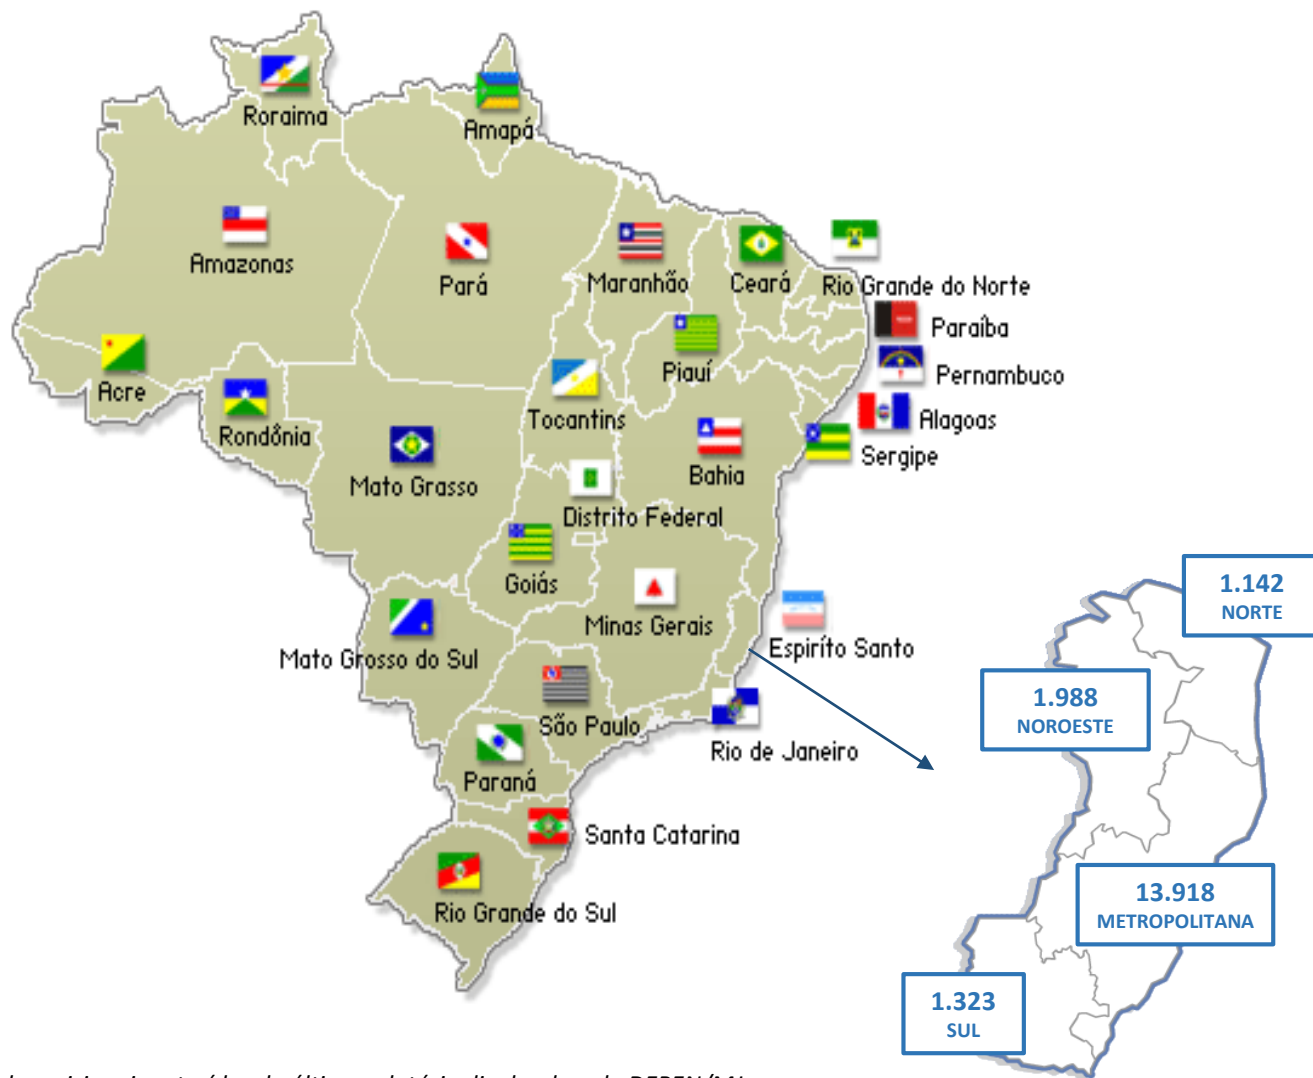 Roraima
Amapá
Amazonas
Pará
Maranhão
Ceará
Rio Grande do Norte
Paraíba
Piauí
Pernambuco
Acre
Rondônia
Tocantins
Alagoas
Sergipe
Mato Grasso
Bahia
Distrito Federal
Goiás
Minas Gerais
Espiríto Santo
Mato Grosso do Sul
São Paulo
Rio de Janeiro
Paraná
Santa Catarina
Rio Grande do Sul
1.142
NORTE
1.988
NOROESTE
13.918
METROPOLITANA
1.323
SUL